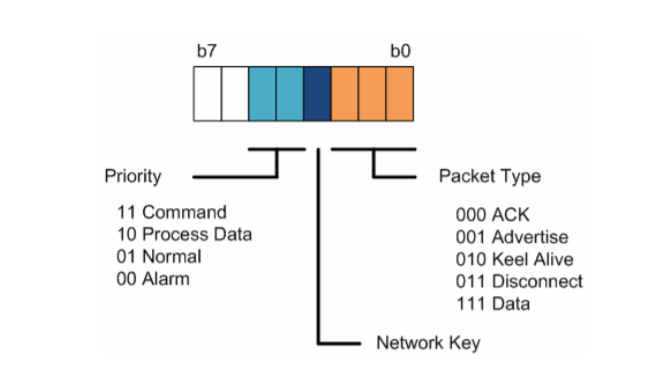 b7 b0
Priority
11 Command
10 Process Data
01 Normal
00 Alarm
Packet Type
000 ACK
001 Advertise
010 Keel Alive
011 Disconnect
111 Data
Network Key